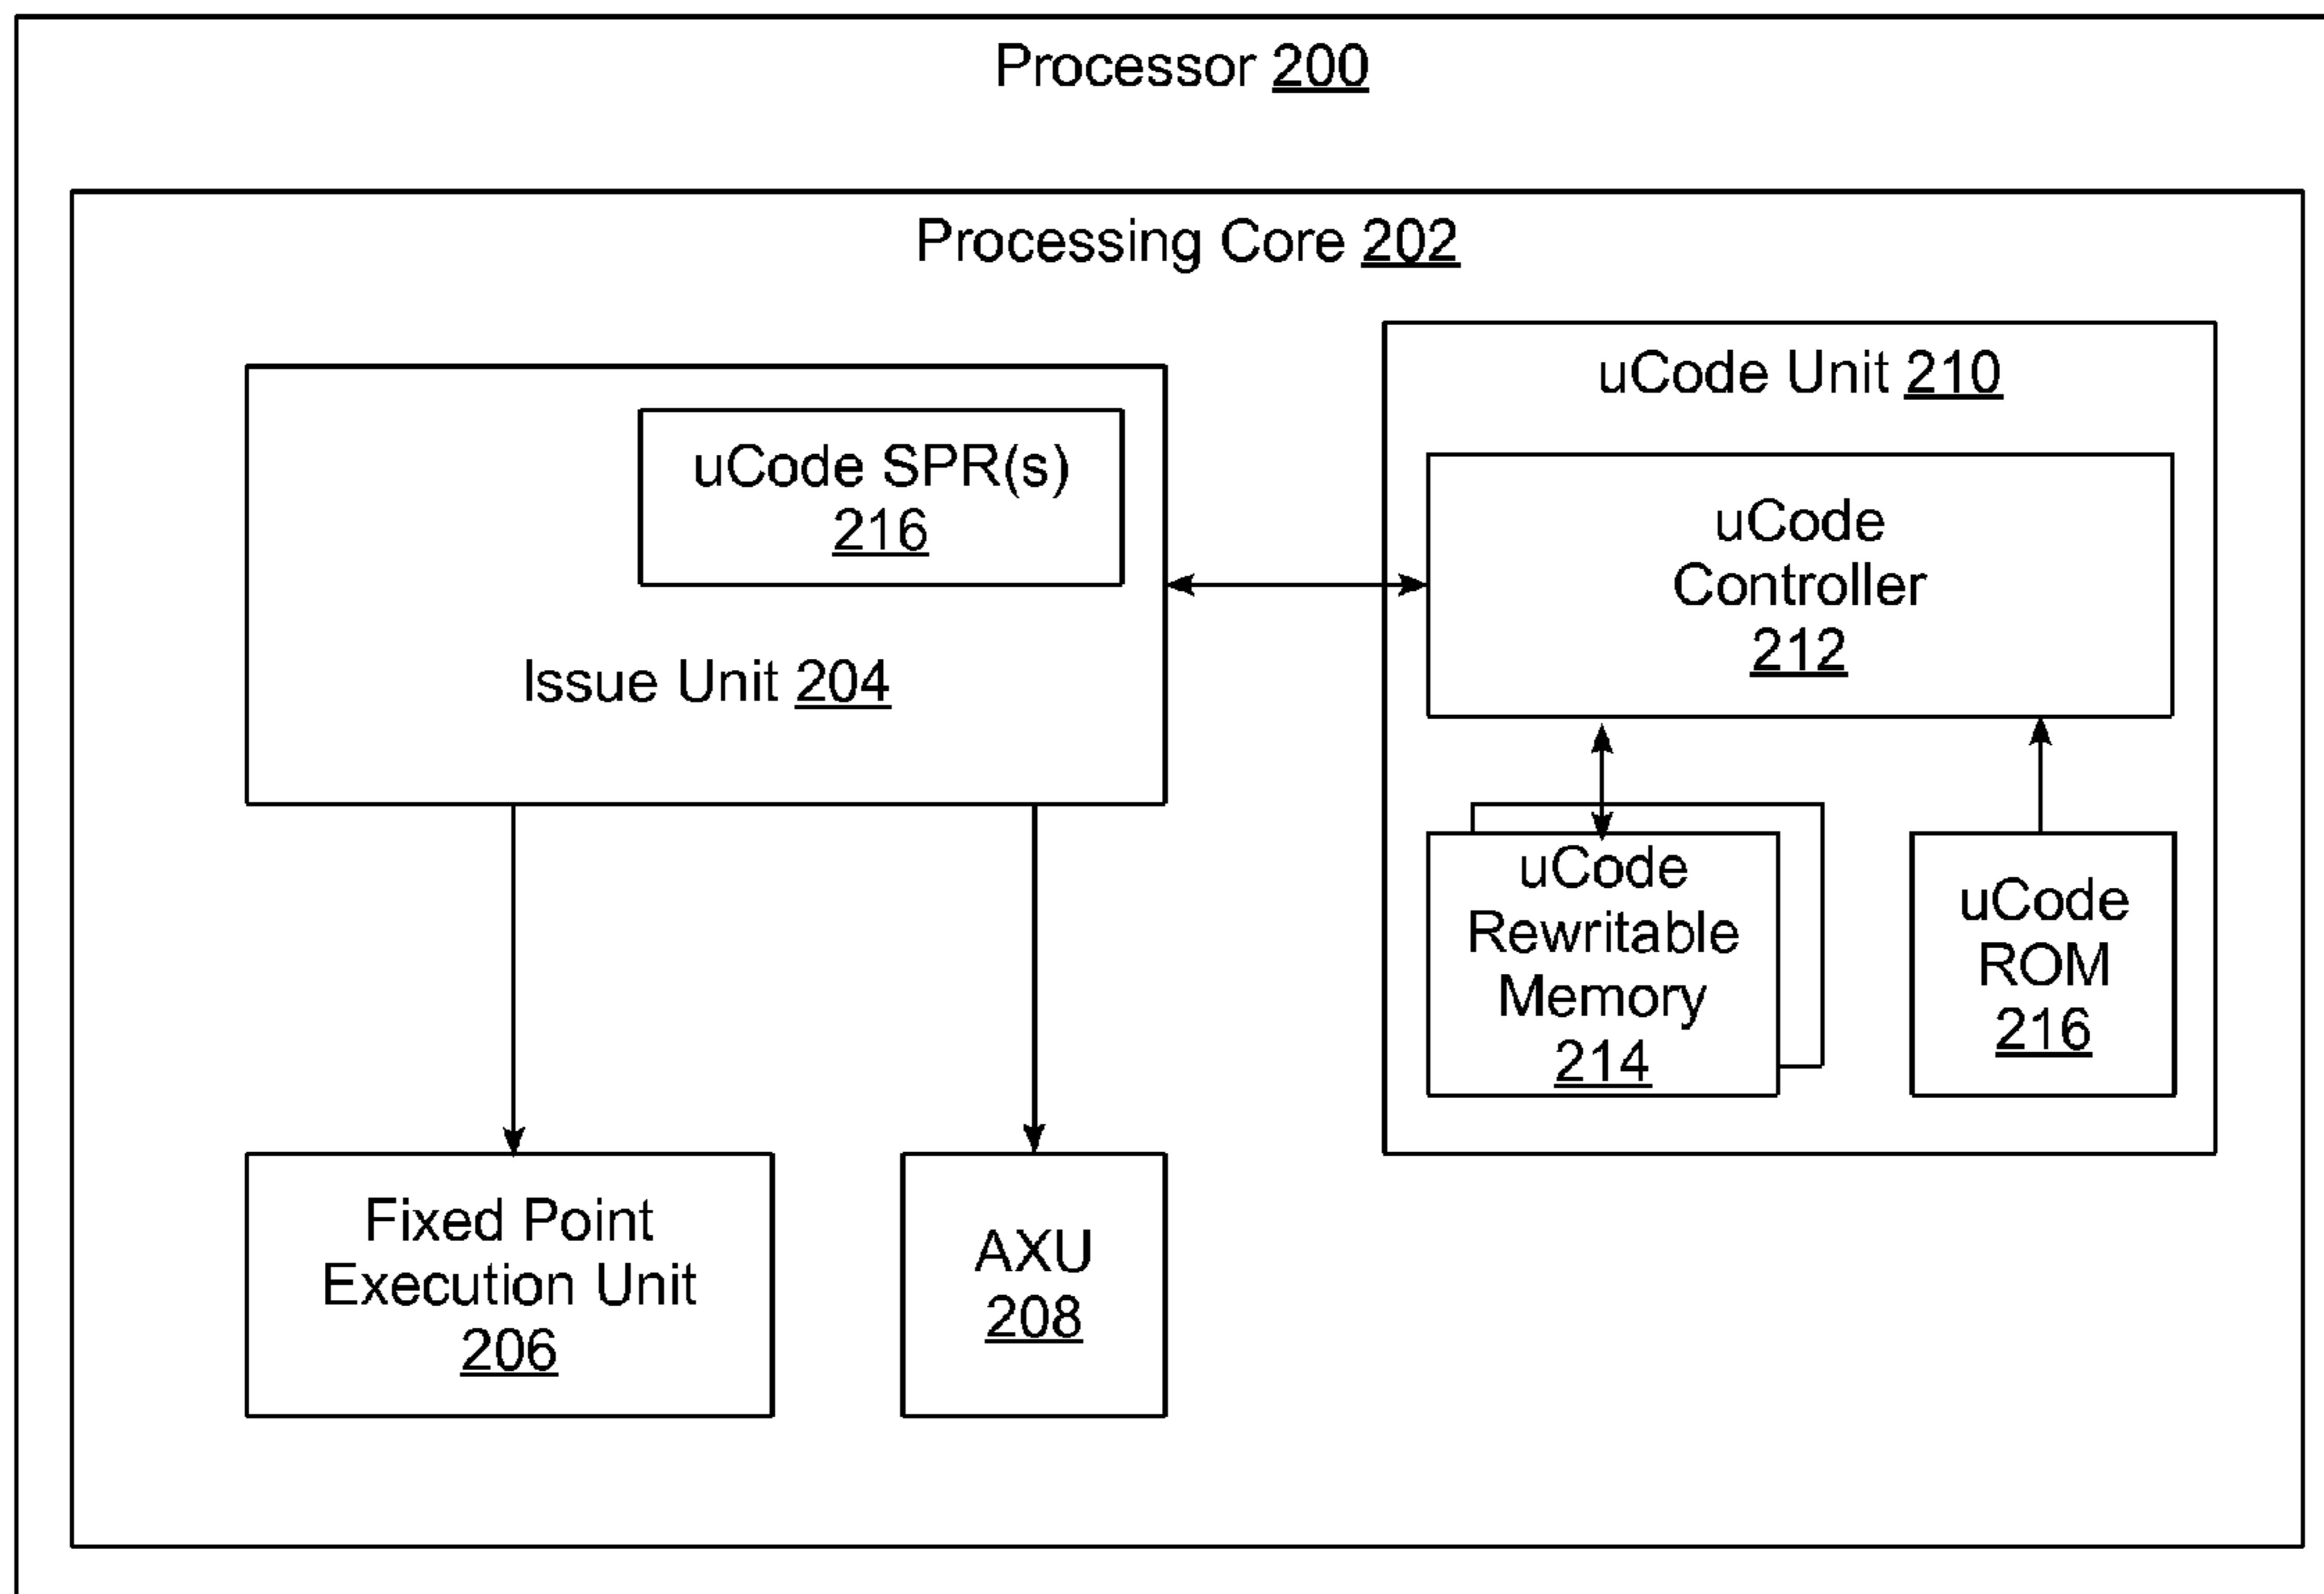 Processor 200
Processing Core 202
uCode SPR(s)
216
Issue Unit 204
uCode Unit 210
uCode
Controller
212
uCode
Rewritable
Memory
214
uCode
ROM
216
Fixed Point
Execution Unit
206
AXU
208